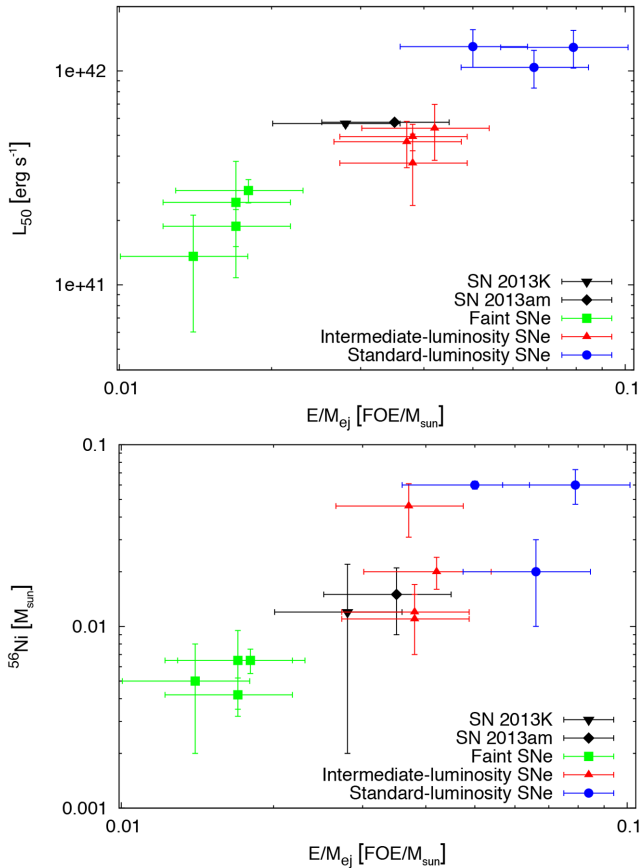 1e+42
L50 [erg s-1]
1e+41
SN 2013K
SN 2013am
Faint SNe
Intermediate-luminosity SNe
Standard-luminosity SNe
0.01
0.1
E/Mej [FOE/Msun]
0.1
56Ni [Msun]
0.01
SN 2013K
SN 2013am
Faint SNe
Intermediate-luminosity SNe
Standard-luminosity SNe
0.001
0.01
0.1
E/Mej [FOE/Msun]